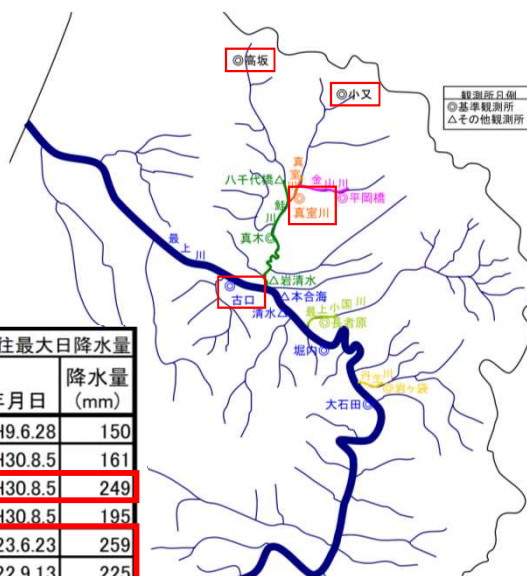 ◎高坂
◎小又
観測所凡例
◎基準観測所
△その他観測所
真室川
金山川
八千代橋△
◎平岡橋
◎
真室川
鮭川
真木◎
最上川
△岩清水
◎
古口
△本合海
清水△
最上小国川
◎長者原
堀内◎
丹生川
◎岩ヶ袋
大石田◎
往最大日降水量
年月日 降水量
(mm)
H9.6.28 150
H30.8.5 161
H30.8.5 249
H30.8.5 195
23.6.23 259
22.9.13 225